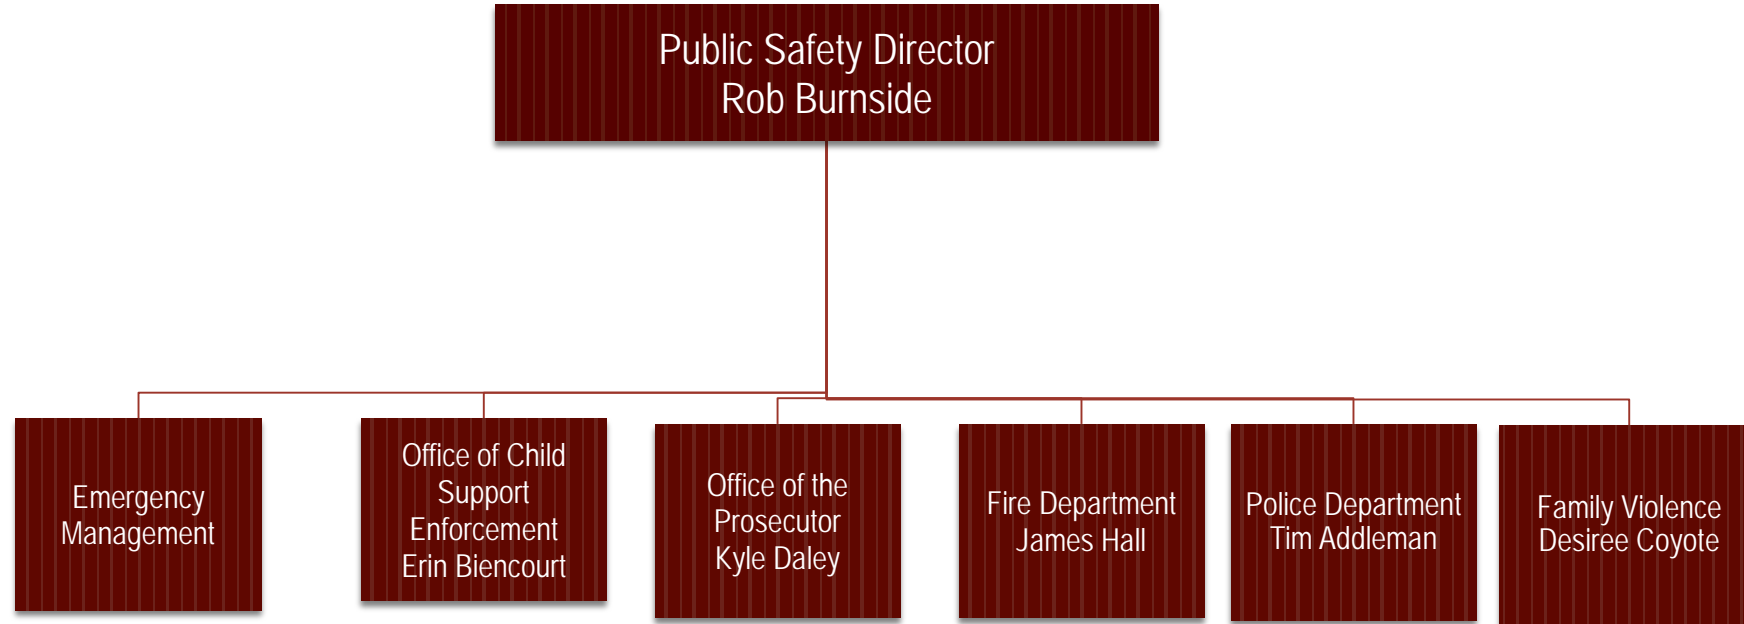 Public Safety Director
Rob Burnside
Emergency
Management
Office of Child
Support
Enforcement
Erin Biencourt
Office of the
Prosecutor
Kyle Daley
Fire Department
James Hall
Police Department
Tim Addleman
Family Violence
Desiree Coyote